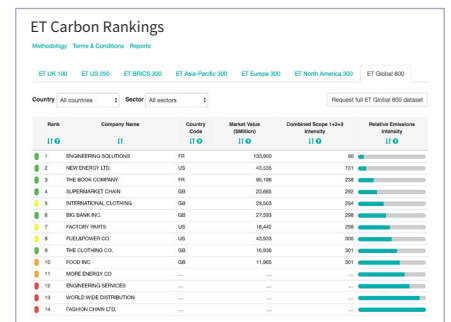 ET Carbon Rankings
Methodology Terms & Conditions Reports
ET UK 100 ET US 250 ET BRICS 300 ET Asia-Pacific 300 ET Europe 300 ET North America 300 ET Global 800
Country All countries Sector All sectors Request full ET Global 800 dataset
Rank Company Name Country Code Market Value ($Million) Combined Scope 1+2+3 Intensity Relative Emissions Intensity
1 ENGINEERING SOLUTIONS FR 133,909 90
2 NEW ENERGY LTD. US 43,535 131
3 THE BOOK COMPANY FR 95,198 238
4 SUPERMARKET CHAIN GB 23,665 292
5 INTERNATIONAL CLOTHING GB 29,503 294
6 BIG BANK INC. GB 27,593 298
7 FACTORY PARTS US 18,442 298
8 FUEL&POWER CO. US 43,933 300
9 THE CLOTHING CO. GB 16,936 301
10 FOOD INC GB 11,965 301
11 MORE ENERGY CO ... ... ...
12 ENGINEERING SERVICES ... ... ...
13 WORLD WIDE DISTRIBUTION ... ... ...
14 FASHION CHAIN LTD. ... ... ...